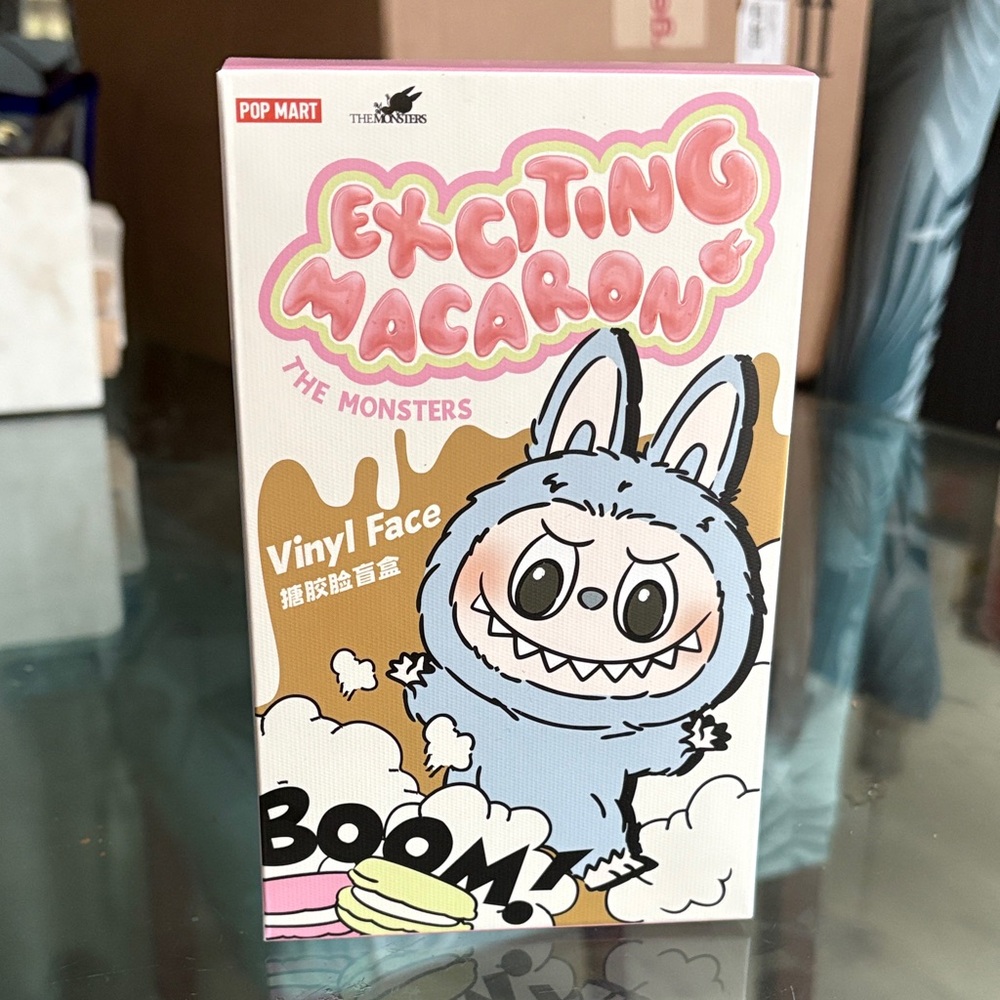 POP MART
THE MONSTERS
EXCITING
MACARON
THE MONSTERS
Vinyl Face
搪胶脸盲盒
BOOM!